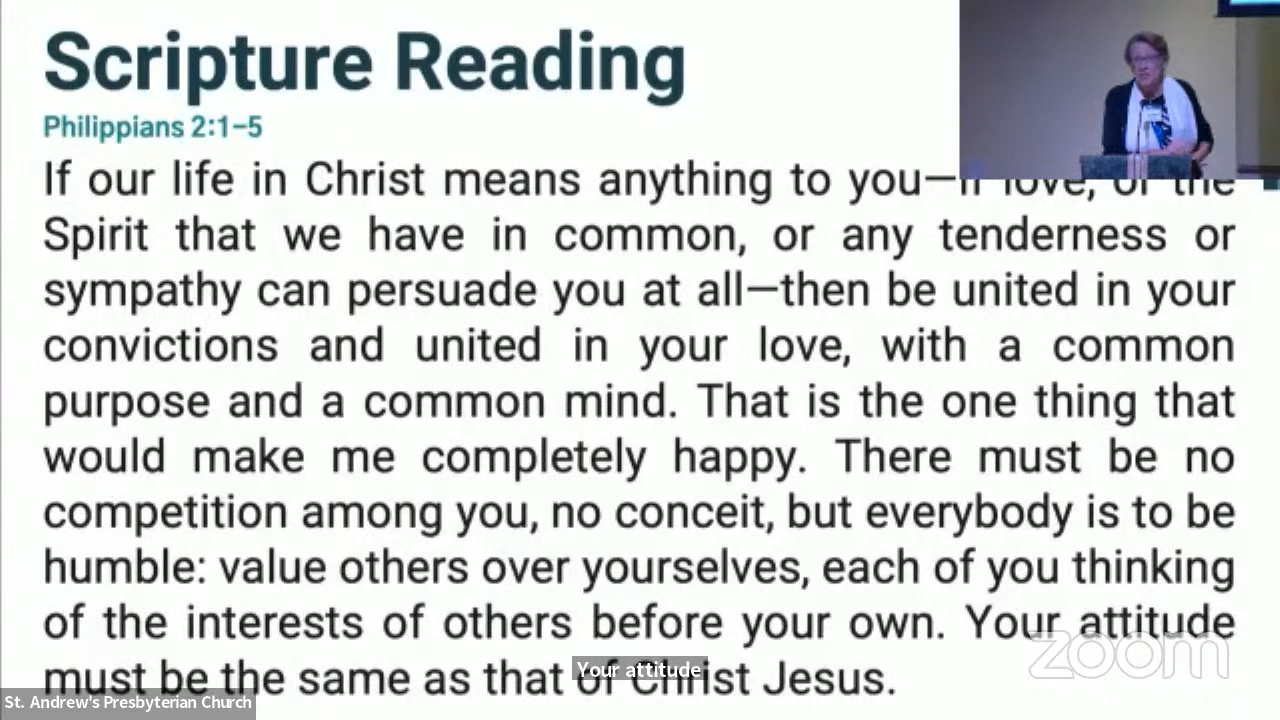 Scripture Reading
Philippians 2:1–5
If our life in Christ means anything to you—if love, or the
Spirit that we have in common, or any tenderness or
sympathy can persuade you at all—then be united in your
convictions and united in your love, with a common
purpose and a common mind. That is the one thing that
would make me completely happy. There must be no
competition among you, no conceit, but everybody is to be
humble: value others over yourselves, each of you thinking
of the interests of others before your own. Your attitude
must be the same as that of Christ Jesus.
zoom
Your attitude
St. Andrew's Presbyterian Church